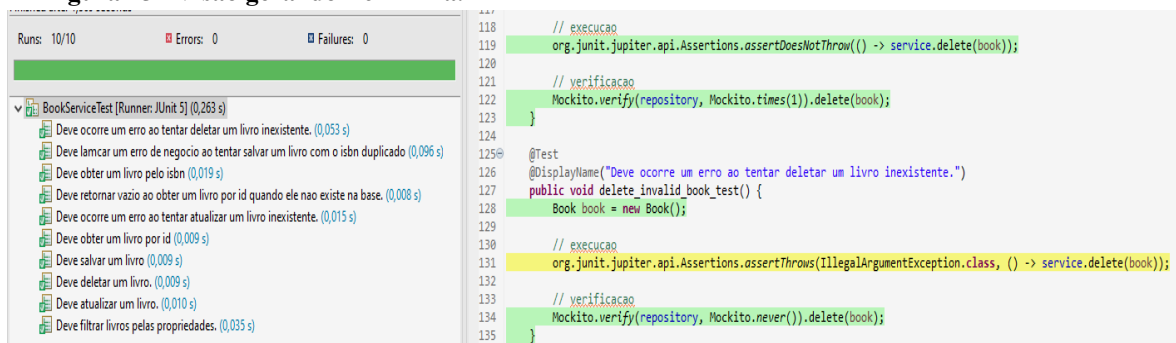 Runs: 10/10 Errors: 0 Failures: 0
BookServiceTest [Runner: JUnit 5] (0,263 s)
Deve ocorre um erro ao tentar deletar um livro inexistente. (0,053 s)
Deve lamcar um erro de negocio ao tentar salvar um livro com o isbn duplicado (0,096 s)
Deve obter um livro pelo isbn (0,019 s)
Deve retornar vazio ao obter um livro por id quando ele nao existe na base. (0,008 s)
Deve ocorre um erro ao tentar atualizar um livro inexistente. (0,015 s)
Deve obter um livro por id (0,009 s)
Deve salvar um livro (0,009 s)
Deve deletar um livro. (0,009 s)
Deve atualizar um livro. (0,010 s)
Deve filtrar livros pelas propriedades. (0,035 s)
118 // execucao
119 org.junit.jupiter.api.Assertions.assertDoesNotThrow(() -> service.delete(book));
120
121 // verificacao
122 Mockito.verify(repository, Mockito.times(1)).delete(book);
123 }
124
125 @Test
126 @DisplayName("Deve ocorre um erro ao tentar deletar um livro inexistente.")
127 public void delete_invalid_book_test() {
128 Book book = new Book();
129
130 // execucao
131 org.junit.jupiter.api.Assertions.assertThrows(IllegalArgumentException.class, () -> service.delete(book));
132
133 // verificacao
134 Mockito.verify(repository, Mockito.never()).delete(book);
135 }